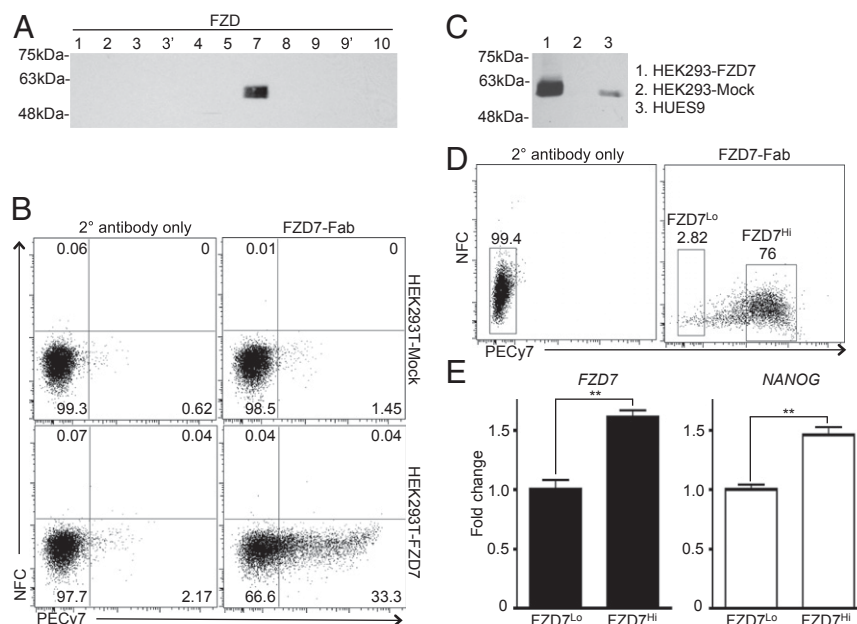 A
FZD
1 2 3 3' 4 5 7 8 9 9' 10
75kDa-
63kDa-
48kDa-
B
2° antibody only
FZD7-Fab
0.06 0
0.01 0
99.3 0.62
98.5 1.45
HEK293T-Mock
0.07 0.04
0.04 0.04
97.7 2.17
66.6 33.3
HEK293T-FZD7
NFC
PECy7
C
1 2 3
75kDa-
63kDa-
48kDa-
1. HEK293-FZD7
2. HEK293-Mock
3. HUES9
D
2° antibody only
FZD7-Fab
99.4
FZD7Lo
2.82
FZD7Hi
76
NFC
PECy7
E
FZD7
NANOG
**
**
Fold change
1.5
1.0
0.5
0
1.5
1.0
0.5
0
FZD7Lo FZD7Hi
FZD7Lo FZD7Hi